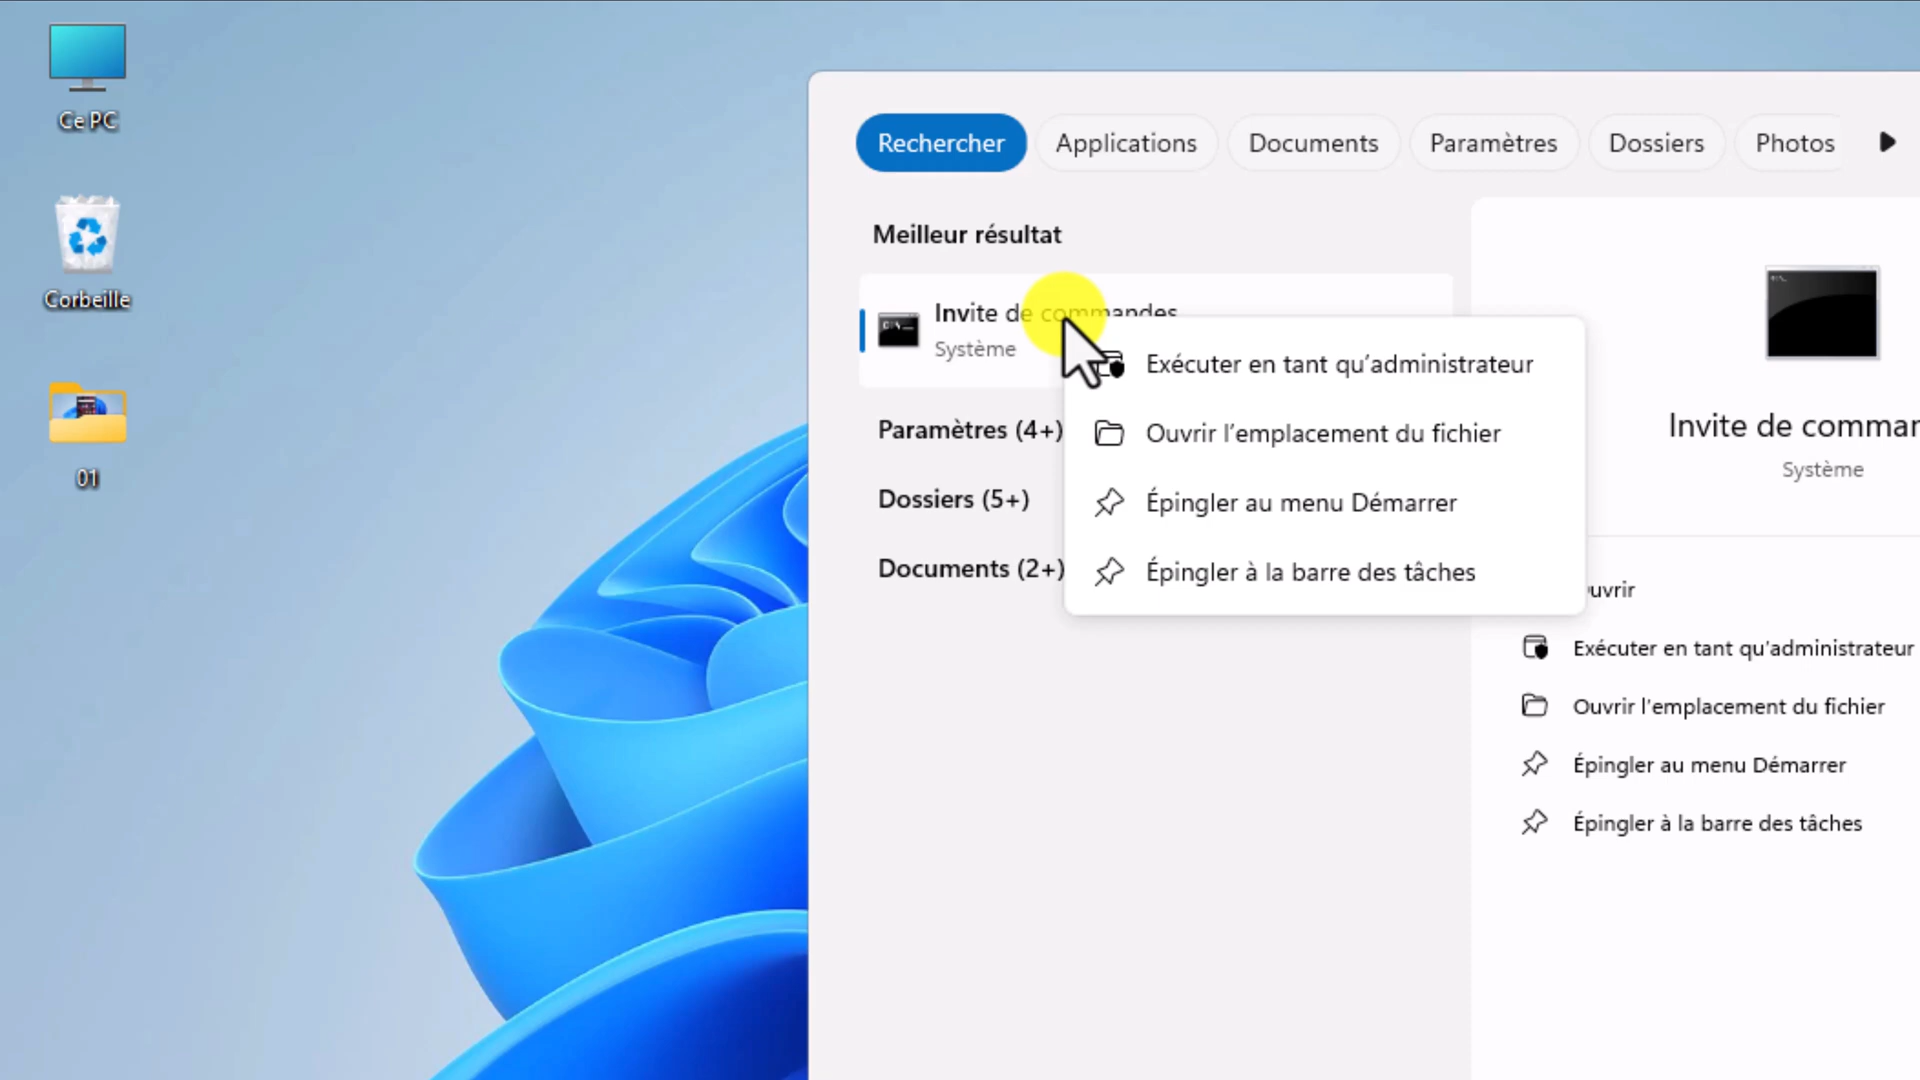 Ce PC
Corbeille
01
Rechercher
Applications
Documents
Paramètres
Dossiers
Photos
Meilleur résultat
Invite de commandes
Système
Paramètres (4+)
Dossiers (5+)
Documents (2+)
Exécuter en tant qu'administrateur
Ouvrir l'emplacement du fichier
Épingler au menu Démarrer
Épingler à la barre des tâches
Invite de comman
Système
uvrir
Exécuter en tant qu'administrateur
Ouvrir l'emplacement du fichier
Épingler au menu Démarrer
Épingler à la barre des tâches